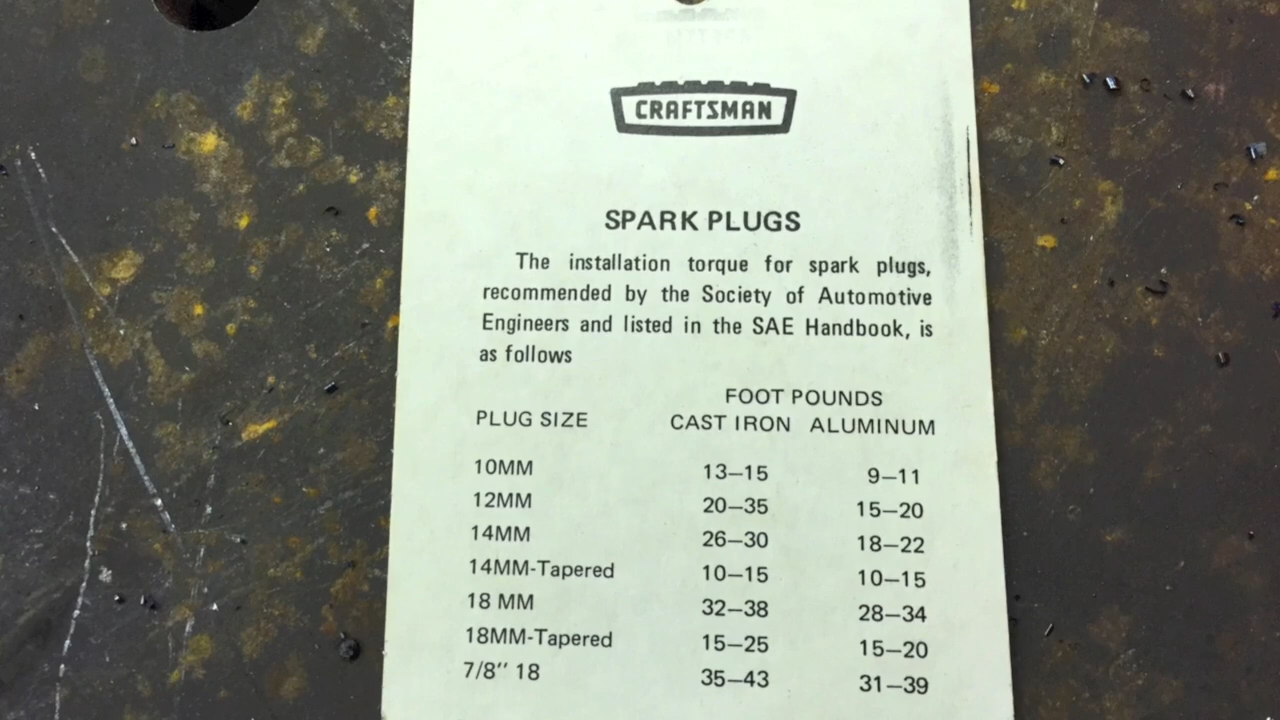 CRAFTSMAN
SPARK PLUGS
The installation torque for spark plugs,
recommended by the Society of Automotive
Engineers and listed in the SAE Handbook, is
as follows
FOOT POUNDS
PLUG SIZE CAST IRON ALUMINUM
10MM 13–15 9–11
12MM 20–35 15–20
14MM 26–30 18–22
14MM-Tapered 10–15 10–15
18 MM 32–38 28–34
18MM-Tapered 15–25 15–20
7/8″ 18 35–43 31–39